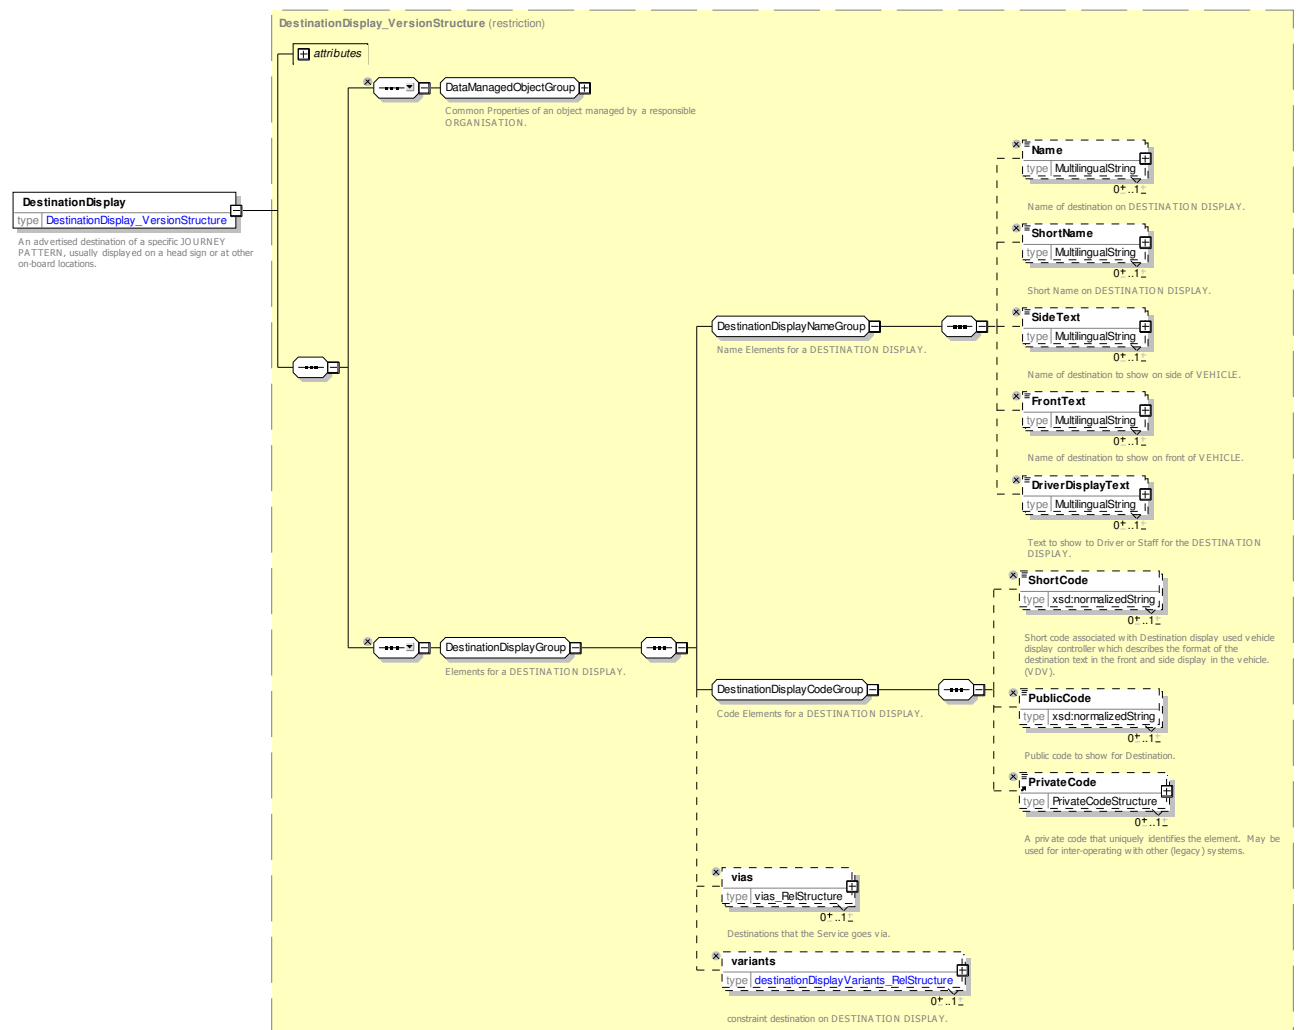 DestinationDisplay_VersionStructure (restriction)
attributes
DataManagedObjectGroup
Common Properties of an object managed by a responsible
ORGANISATION.
DestinationDisplay
type DestinationDisplay_VersionStructure
An advertised destination of a specific JOURNEY
PATTERN, usually displayed on a head sign or at other
on-board locations.
Name
type MultilingualString
0..1
Name of destination on DESTINATION DISPLAY.
ShortName
type MultilingualString
0..1
Short Name on DESTINATION DISPLAY.
DestinationDisplayNameGroup
Name Elements for a DESTINATION DISPLAY.
SideText
type MultilingualString
0..1
Name of destination to show on side of VEHICLE.
FrontText
type MultilingualString
0..1
Name of destination to show on front of VEHICLE.
DriverDisplayText
type MultilingualString
0..1
Text to show to Driver or Staff for the DESTINATION
DISPLAY.
DestinationDisplayGroup
Elements for a DESTINATION DISPLAY.
ShortCode
type xsd:normalizedString
0..1
Short code associated with Destination display used vehicle
display controller which describes the format of the
destination text in the front and side display in the vehicle.
(VDV).
DestinationDisplayCodeGroup
Code Elements for a DESTINATION DISPLAY.
PublicCode
type xsd:normalizedString
0..1
Public code to show for Destination.
PrivateCode
type PrivateCodeStructure
0..1
A private code that uniquely identifies the element. May be
used for inter-operating with other (legacy) systems.
vias
type vias_RelStructure
0..1
Destinations that the Service goes via.
variants
type destinationDisplayVariants_RelStructure
0..1
constraint destination on DESTINATION DISPLAY.